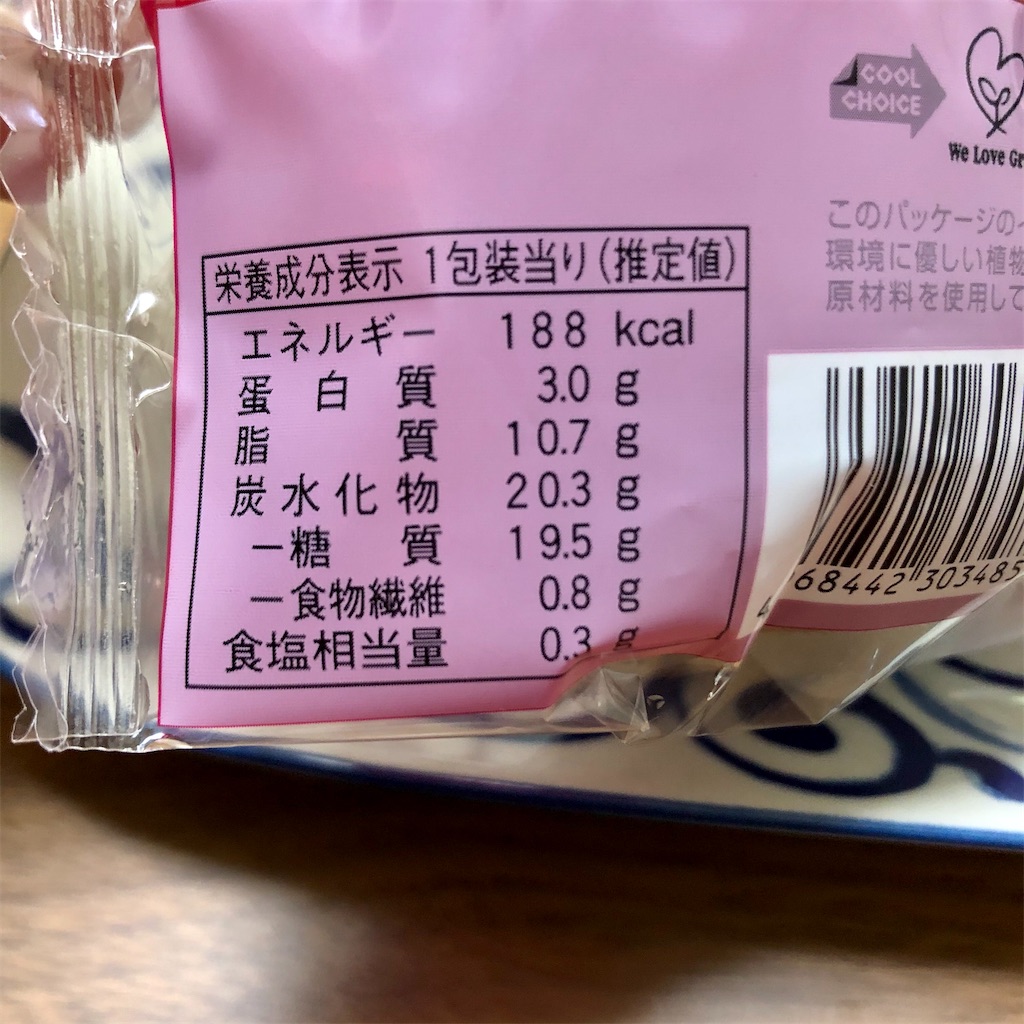 COOL
CHOICE
We Love Gr
このパッケージの
環境に優しい植物
原材料を使用して
栄養成分表示 1包装当り(推定値)
エネルギー 188 kcal
蛋白質 3.0 g
脂質 10.7 g
炭水化物 20.3 g
－糖質 19.5 g
－食物繊維 0.8 g
食塩相当量 0.3 g
68442 303485